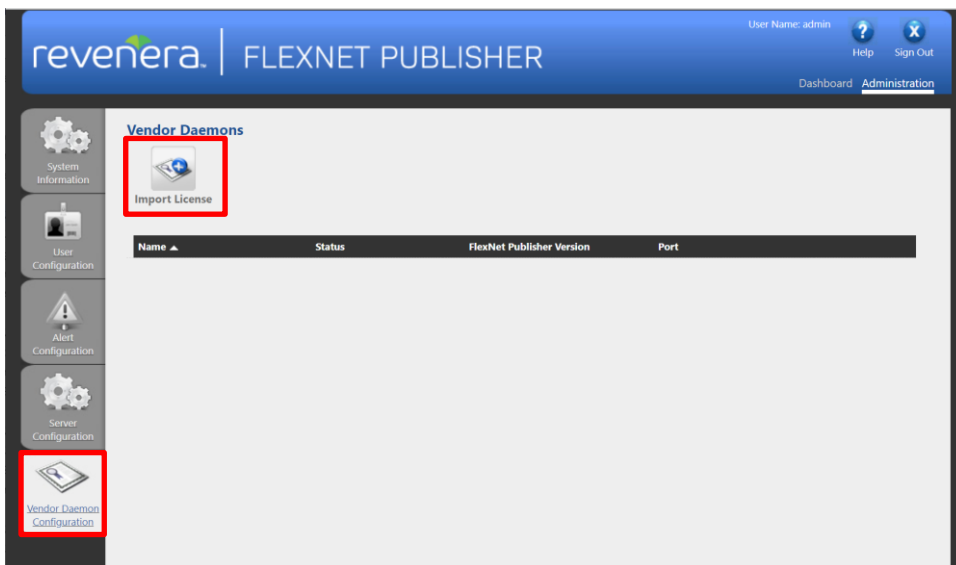 User Name: admin
?
X
Help
Sign Out
revenera.
FLEXNET PUBLISHER
Dashboard
Administration
System
Information
User
Configuration
Alert
Configuration
Server
Configuration
Vendor Daemon
Configuration
Vendor Daemons
Import License
Name
Status
FlexNet Publisher Version
Port